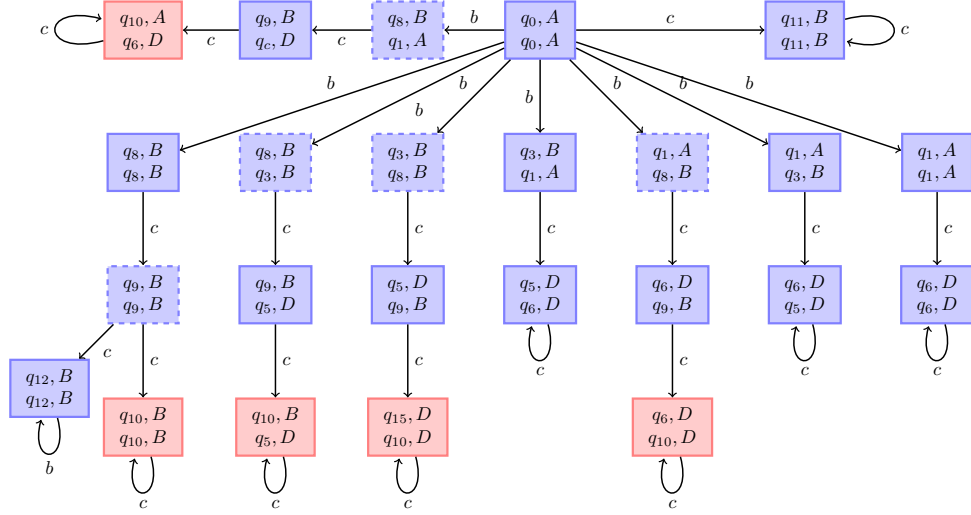 q10, A
q6, D
q9, B
qc, D
q8, B
q1, A
q0, A
q0, A
q11, B
q11, B
c
c
c
b
c
c
b
b
b
b
b
b
b
q8, B
q8, B
q8, B
q3, B
q3, B
q8, B
q3, B
q1, A
q1, A
q8, B
q1, A
q3, B
q1, A
q1, A
c
c
c
c
c
c
c
q9, B
q9, B
q9, B
q5, D
q5, D
q9, B
q5, D
q6, D
q6, D
q9, B
q6, D
q5, D
q6, D
q6, D
c
c
c
c
c
c
c
c
q12, B
q12, B
q10, B
q10, B
q10, B
q5, D
q15, D
q10, D
q6, D
q10, D
b
c
c
c
c